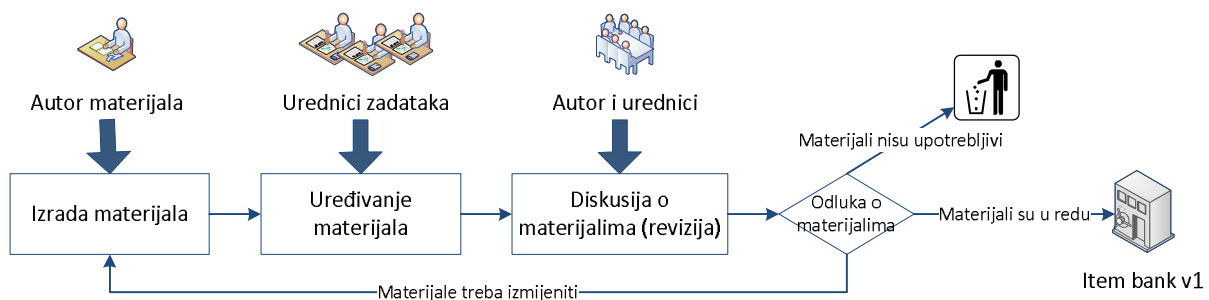 Autor materijala
Urednici zadataka
Autor i urednici
Materijali nisu upotrebljivi
Izrada materijala
Uređivanje
materijala
Diskusija o
materijalima (revizija)
Odluka o
materijalima
Materijali su u redu
Item bank v1
Materijale treba izmijeniti